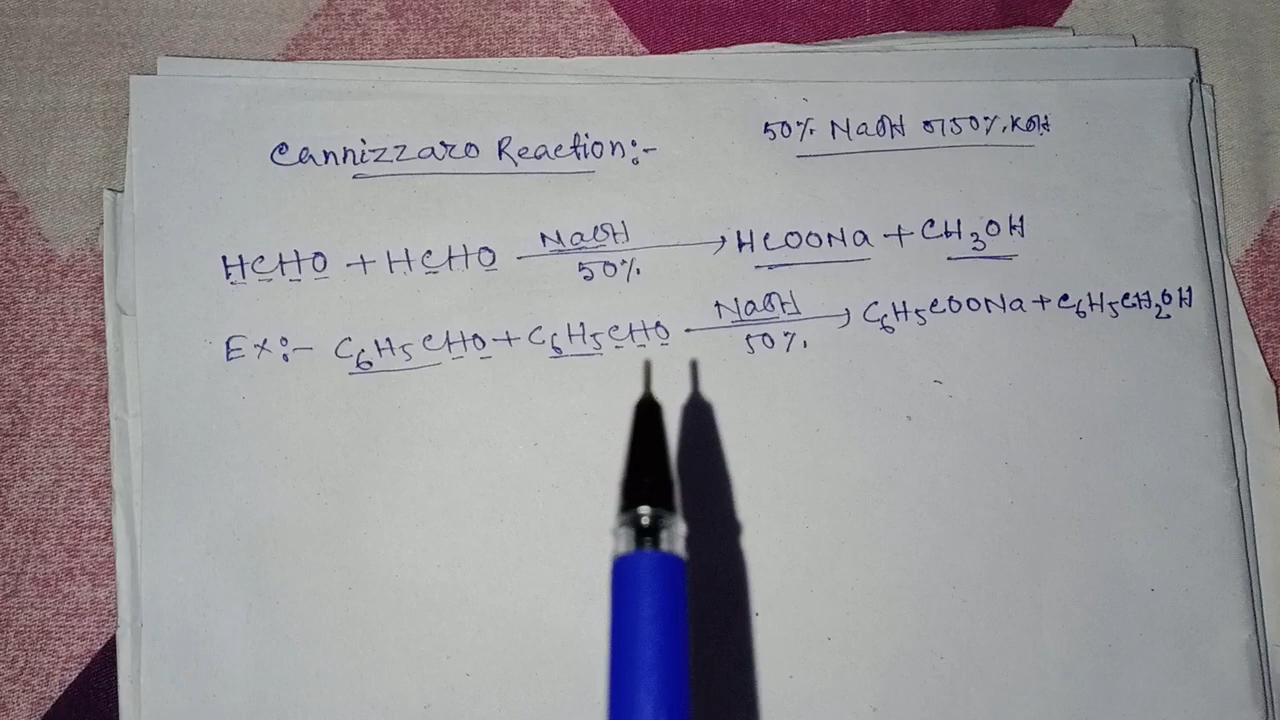 Cannizzaro Reaction:-
50% NaOH or 50% KOH
HCHO + HCHO NaOH 50% → HCOONa + CH₃OH
Ex:- C₆H₅CHO + C₆H₅CHO NaOH 50% → C₆H₅COONa + C₆H₅CH₂OH